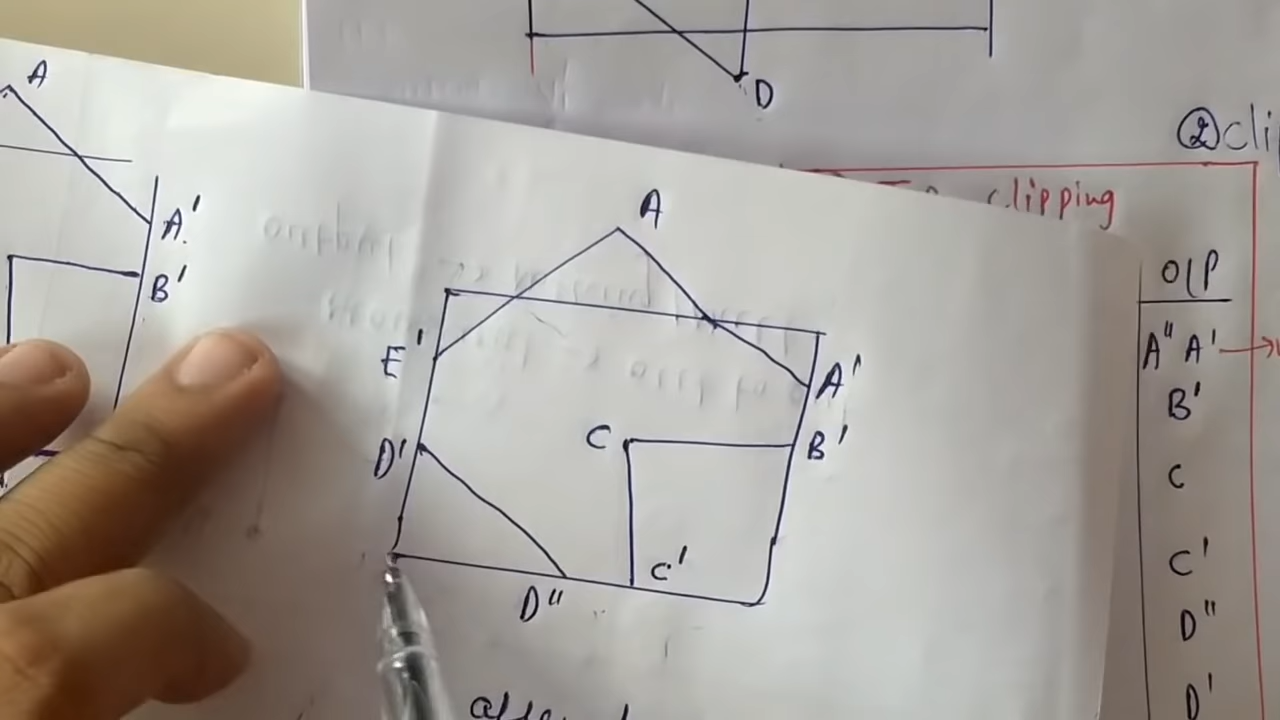 D
②cli
clipping
A
A'
B'
A
E'
A'
D'
C
B'
C'
D"
O/P
A" A'
B'
C
C'
D"
D'